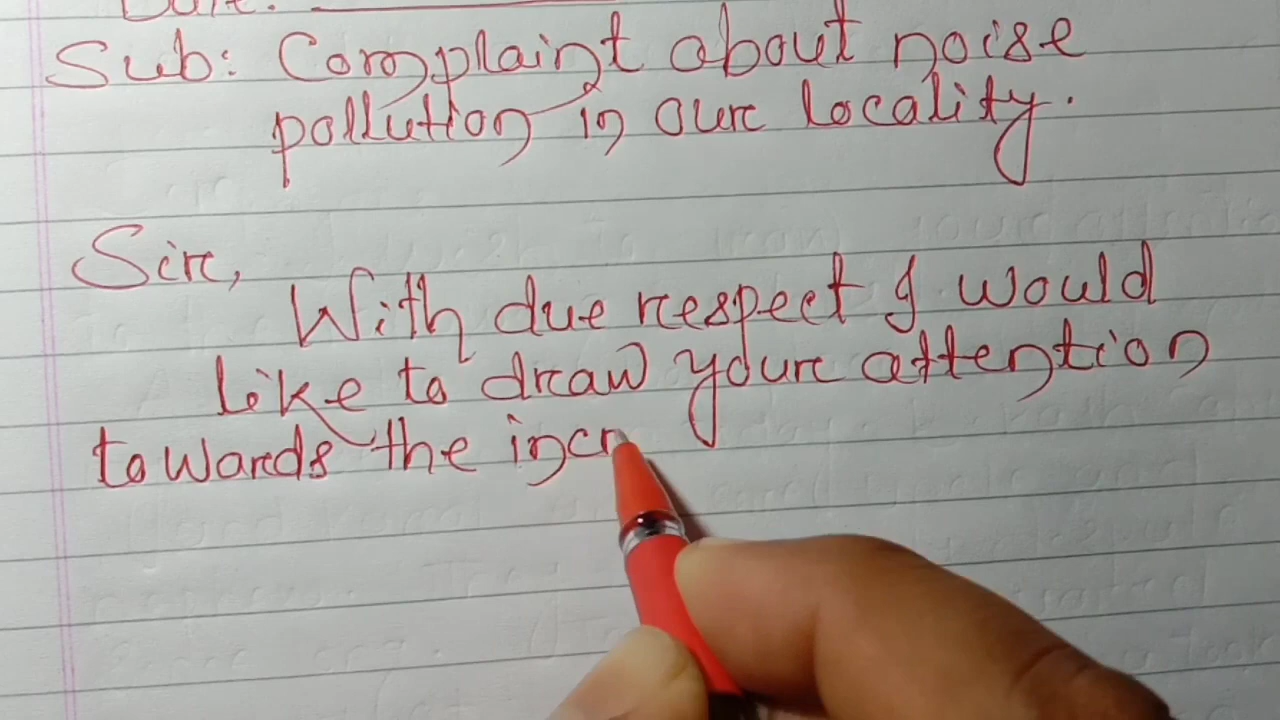 Date:
Sub: Complaint about noise
pollution in our locality.
Sir,
With due respect I would
like to draw your attention
towards the incr